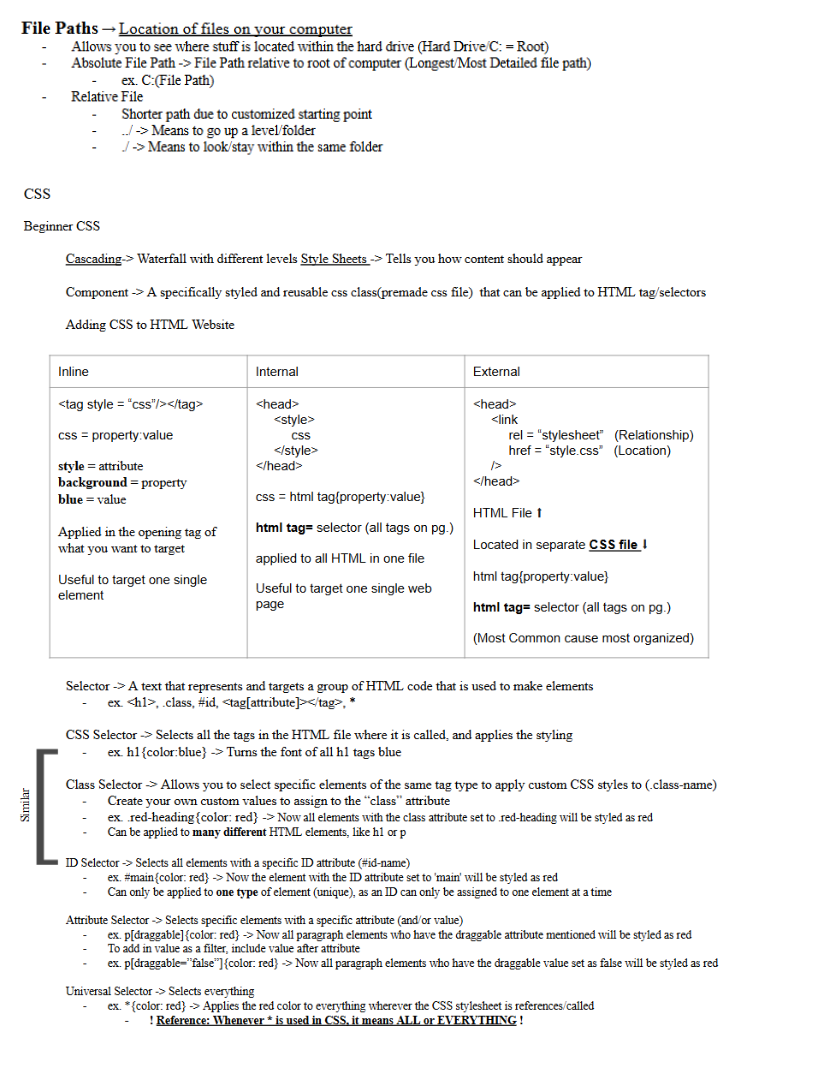 File Paths → Location of files on your computer
- Allows you to see where stuff is located within the hard drive (Hard Drive/C: = Root)
- Absolute File Path -> File Path relative to root of computer (Longest/Most Detailed file path)
- ex. C:(File Path)
- Relative File
- Shorter path due to customized starting point
- ../ -> Means to go up a level/folder
- ./ -> Means to look/stay within the same folder
CSS
Beginner CSS
Cascading-> Waterfall with different levels Style Sheets -> Tells you how content should appear
Component -> A specifically styled and reusable css class(premade css file) that can be applied to HTML tag/selectors
Adding CSS to HTML Website
Inline
<tag style = "css"/></tag>
css = property:value
style = attribute
background = property
blue = value
Applied in the opening tag of
what you want to target
Useful to target one single
element
Internal
<head>
<style>
css
</style>
</head>
css = html tag{property:value}
html tag= selector (all tags on pg.)
applied to all HTML in one file
Useful to target one single web
page
External
<head>
<link
rel = "stylesheet" (Relationship)
href = "style.css" (Location)
/>
</head>
HTML File ⬆
Located in separate CSS file ⬇
html tag{property:value}
html tag= selector (all tags on pg.)
(Most Common cause most organized)
Selector -> A text that represents and targets a group of HTML code that is used to make elements
- ex. <h1>, .class, #id, <tag[attribute]></tag>, *
CSS Selector -> Selects all the tags in the HTML file where it is called, and applies the styling
- ex. h1{color:blue} -> Turns the font of all h1 tags blue
Similar
Class Selector -> Allows you to select specific elements of the same tag type to apply custom CSS styles to (.class-name)
- Create your own custom values to assign to the "class" attribute
- ex. .red-heading{color: red} -> Now all elements with the class attribute set to .red-heading will be styled as red
- Can be applied to many different HTML elements, like h1 or p
ID Selector -> Selects all elements with a specific ID attribute (#id-name)
- ex. #main{color: red} -> Now the element with the ID attribute set to 'main' will be styled as red
- Can only be applied to one type of element (unique), as an ID can only be assigned to one element at a time
Attribute Selector -> Selects specific elements with a specific attribute (and/or value)
- ex. p[draggable]{color: red} -> Now all paragraph elements who have the draggable attribute mentioned will be styled as red
- To add in value as a filter, include value after attribute
- ex. p[draggable="false"]{color: red} -> Now all paragraph elements who have the draggable value set as false will be styled as red
Universal Selector -> Selects everything
- ex. *{color: red} -> Applies the red color to everything wherever the CSS stylesheet is references/called
- ! Reference: Whenever * is used in CSS, it means ALL or EVERYTHING !